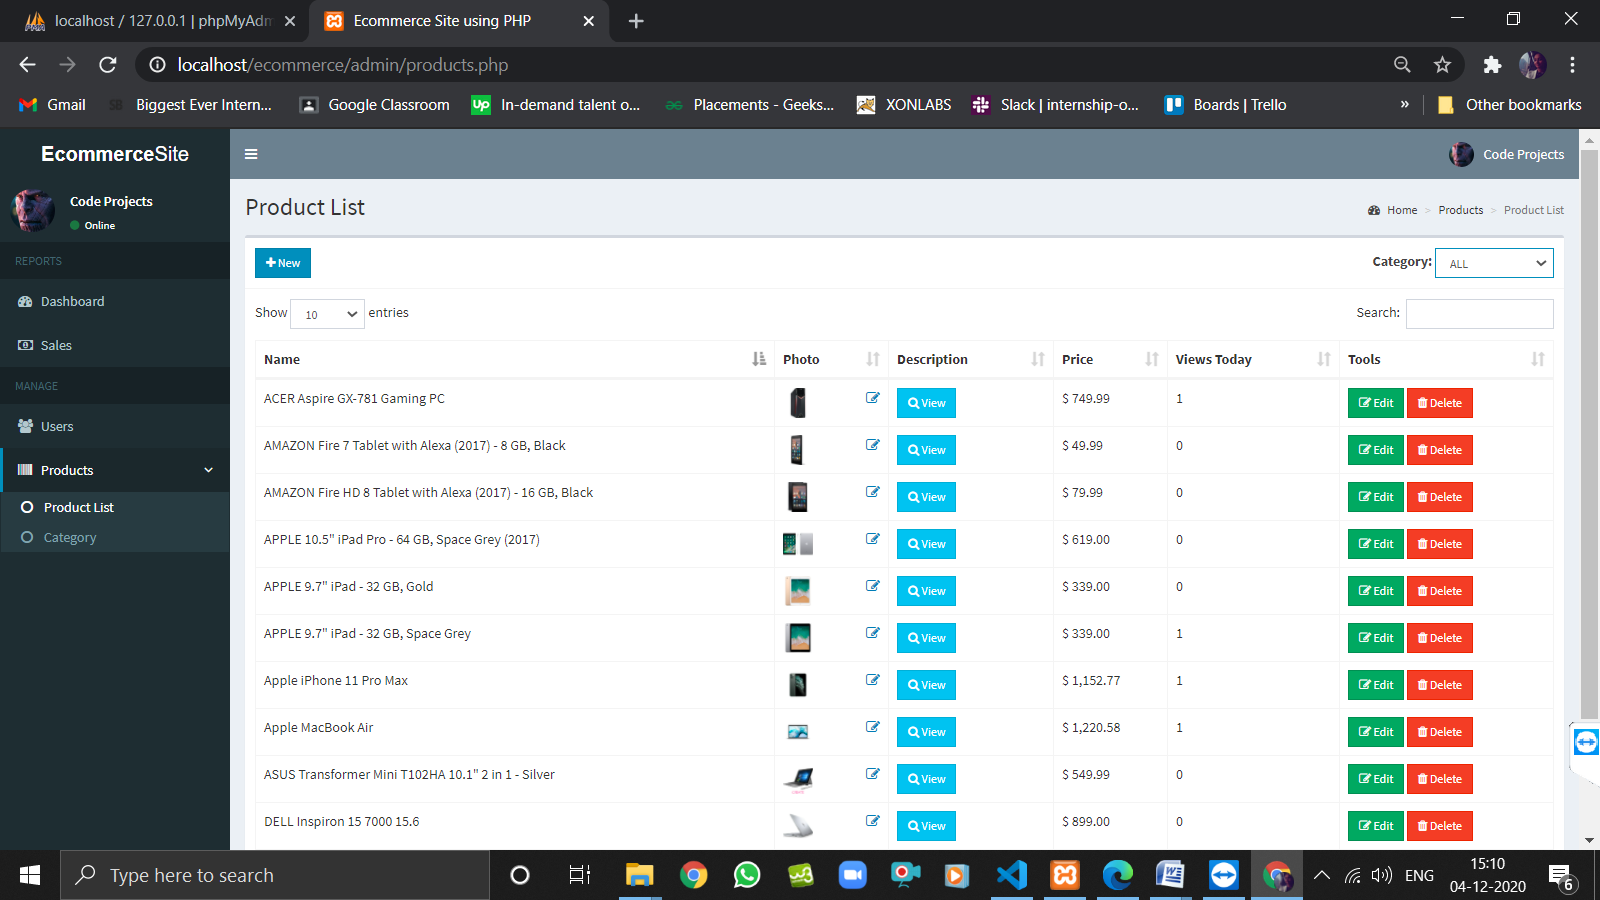 localhost / 127.0.0.1 | phpMyAdm
Ecommerce Site using PHP
localhost/ecommerce/admin/products.php
Gmail
SB Biggest Ever Intern...
Google Classroom
Up In-demand talent o...
Placements - Geeks...
XONLABS
Slack | internship-o...
Boards | Trello
»
Other bookmarks
EcommerceSite
Code Projects
Code Projects
Online
REPORTS
Dashboard
Sales
MANAGE
Users
Products
Product List
Category
Product List
Home > Products > Product List
New
Category: ALL
Show 10 entries
Search:
Name Photo Description Price Views Today Tools
ACER Aspire GX-781 Gaming PC View $ 749.99 1 Edit Delete
AMAZON Fire 7 Tablet with Alexa (2017) - 8 GB, Black View $ 49.99 0 Edit Delete
AMAZON Fire HD 8 Tablet with Alexa (2017) - 16 GB, Black View $ 79.99 0 Edit Delete
APPLE 10.5" iPad Pro - 64 GB, Space Grey (2017) View $ 619.00 0 Edit Delete
APPLE 9.7" iPad - 32 GB, Gold View $ 339.00 0 Edit Delete
APPLE 9.7" iPad - 32 GB, Space Grey View $ 339.00 1 Edit Delete
Apple iPhone 11 Pro Max View $ 1,152.77 1 Edit Delete
Apple MacBook Air View $ 1,220.58 1 Edit Delete
ASUS Transformer Mini T102HA 10.1" 2 in 1 - Silver View $ 549.99 0 Edit Delete
DELL Inspiron 15 7000 15.6 View $ 899.00 0 Edit Delete
Type here to search
ENG
15:10
04-12-2020
6